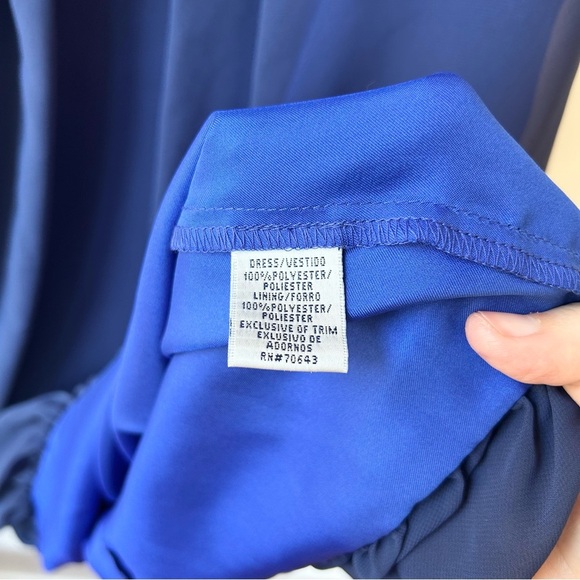 DRESS/VESTIDO
100%POLYESTER/
POLIESTER
LINING/FORRO
100%POLYESTER/
POLIESTER
EXCLUSIVE OF TRIM
EXLUSIVO DE
ADORNOS
RN#70643